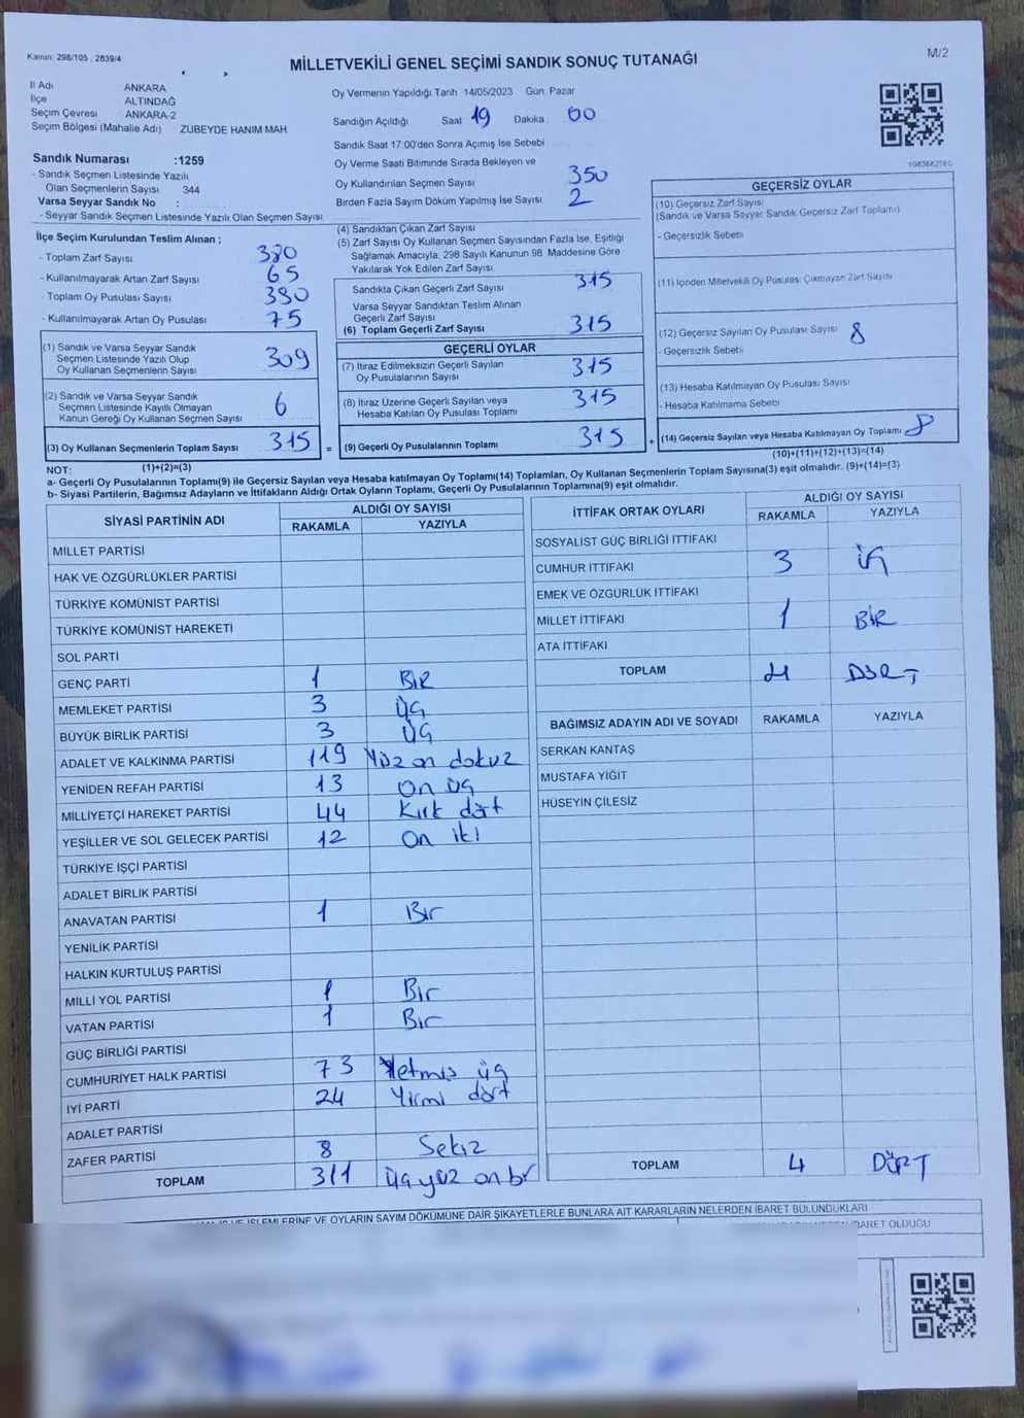 Kanun: 298/105 , 2839/4
MİLLETVEKİLİ GENEL SEÇİMİ SANDIK SONUÇ TUTANAĞI
M/2
İl Adı ANKARA
İlçe ALTINDAĞ
Seçim Çevresi ANKARA-2
Seçim Bölgesi (Mahalle Adı) ZÜBEYDE HANIM MAH
Oy Vermenin Yapıldığı Tarih 14/05/2023 Gün: Pazar
Sandığın Açıldığı Saat 19 Dakika 00
Sandık Saat 17:00'den Sonra Açımış İse Sebebi
Oy Verme Saati Bitiminde Sırada Bekleyen ve
Oy Kullandırılan Seçmen Sayısı 350
Birden Fazla Sayım Döküm Yapılmış İse Sayısı 2
Sandık Numarası :1259
- Sandık Seçmen Listesinde Yazılı
Olan Seçmenlerin Sayısı 344
Varsa Seyyar Sandık No :
- Seyyar Sandık Seçmen Listesinde Yazılı Olan Seçmen Sayısı
İlçe Seçim Kurulundan Teslim Alınan ;
- Toplam Zarf Sayısı 380
- Kullanılmayarak Artan Zarf Sayısı 65
- Toplam Oy Pusulası Sayısı 390
- Kullanılmayarak Artan Oy Pusulası 75
(1) Sandık ve Varsa Seyyar Sandık
Seçmen Listesinde Yazılı Olup
Oy Kullanan Seçmenlerin Sayısı 309
(2) Sandık ve Varsa Seyyar Sandık
Seçmen Listesinde Kayıtlı Olmayan
Kanun Gereği Oy Kullanan Seçmen Sayısı 6
(3) Oy Kullanan Seçmenlerin Toplam Sayısı 315 =
(1)+(2)=(3)
(4) Sandıktan Çıkan Zarf Sayısı
(5) Zarf Sayısı Oy Kullanan Seçmen Sayısından Fazla İse, Eşitliği
Sağlamak Amacıyla, 298 Sayılı Kanunun 98. Maddesine Göre
Yakılarak Yok Edilen Zarf Sayısı
Sandıkta Çıkan Geçerli Zarf Sayısı 315
Varsa Seyyar Sandıktan Teslim Alınan
Geçerli Zarf Sayısı
(6) Toplam Geçerli Zarf Sayısı 315
GEÇERLİ OYLAR
(7) İtiraz Edilmeksizin Geçerli Sayılan
Oy Pusulalarının Sayısı 315
(8) İtiraz Üzerine Geçerli Sayılan veya
Hesaba Katılan Oy Pusulası Toplamı 315
(9) Geçerli Oy Pusulalarının Toplamı 315 +
GEÇERSİZ OYLAR
(10) Geçersiz Zarf Sayısı
(Sandık ve Varsa Seyyar Sandık Geçersiz Zarf Toplamı)
- Geçersizlik Sebebi
(11) İçinden Milletvekili Oy Pusulası Çıkmayan Zarf Sayısı
(12) Geçersiz Sayılan Oy Pusulası Sayısı 8
- Geçersizlik Sebebi
(13) Hesaba Katılmayan Oy Pusulası Sayısı
- Hesaba Katılmama Sebebi
(14) Geçersiz Sayılan veya Hesaba Katılmayan Oy Toplamı 8
(10)+(11)+(12)+(13)=(14)
NOT:
a- Geçerli Oy Pusulalarının Toplamı(9) ile Geçersiz Sayılan veya Hesaba katılmayan Oy Toplamı(14) Toplamları, Oy Kullanan Seçmenlerin Toplam Sayısına(3) eşit olmalıdır. (9)+(14)=(3)
b- Siyasi Partilerin, Bağımsız Adayların ve İttifakların Aldığı Ortak Oyların Toplamı, Geçerli Oy Pusulalarının Toplamına(9) eşit olmalıdır.
SİYASİ PARTİNİN ADI ALDIĞI OY SAYISI
RAKAMLA YAZIYLA
MİLLET PARTİSİ
HAK VE ÖZGÜRLÜKLER PARTİSİ
TÜRKİYE KOMÜNİST PARTİSİ
TÜRKİYE KOMÜNİST HAREKETİ
SOL PARTİ
GENÇ PARTİ 1 BİR
MEMLEKET PARTİSİ 3 üç
BÜYÜK BİRLİK PARTİSİ 3 üç
ADALET VE KALKINMA PARTİSİ 119 Yüz on dokuz
YENİDEN REFAH PARTİSİ 13 on üç
MİLLİYETÇİ HAREKET PARTİSİ 44 Kırk dört
YEŞİLLER VE SOL GELECEK PARTİSİ 12 on iki
TÜRKİYE İŞÇİ PARTİSİ
ADALET BİRLİK PARTİSİ
ANAVATAN PARTİSİ 1 Bir
YENİLİK PARTİSİ
HALKIN KURTULUŞ PARTİSİ
MİLLİ YOL PARTİSİ 1 Bir
VATAN PARTİSİ 1 Bir
GÜÇ BİRLİĞİ PARTİSİ
CUMHURİYET HALK PARTİSİ 73 Yetmiş üç
İYİ PARTİ 24 Yirmi dört
ADALET PARTİSİ
ZAFER PARTİSİ 8 Sekiz
TOPLAM 311 üçyüz onbr
İTTİFAK ORTAK OYLARI ALDIĞI OY SAYISI
RAKAMLA YAZIYLA
SOSYALİST GÜÇ BİRLİĞİ İTTİFAKI
CUMHUR İTTİFAKI 3 üç
EMEK VE ÖZGÜRLÜK İTTİFAKI
MİLLET İTTİFAKI 1 BİR
ATA İTTİFAKI
TOPLAM 4 DÖRT
BAĞIMSIZ ADAYIN ADI VE SOYADI RAKAMLA YAZIYLA
SERKAN KANTAŞ
MUSTAFA YİĞİT
HÜSEYİN ÇİLESİZ
TOPLAM 4 DÖRT
İŞLEMLERİNE VE OYLARIN SAYIM DÖKÜMÜNE DAİR ŞİKAYETLERLE BUNLARA AİT KARARLARIN NELERDEN İBARET BULUNDUKLARI
İBARET OLDUĞU